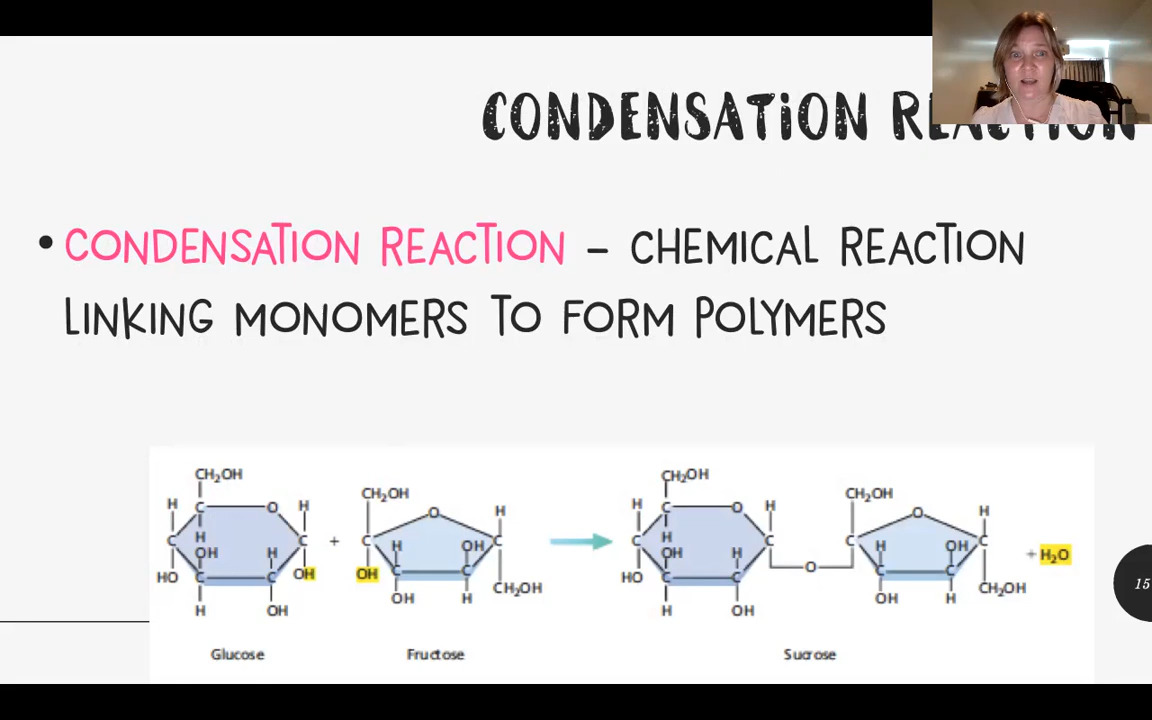 CONDENSATION REACTION
• CONDENSATION REACTION – CHEMICAL REACTION
LINKING MONOMERS TO FORM POLYMERS
CH₂OH CH₂OH
CH₂OH CH₂OH
H O H H O H
O H O H
C C C C
H H
C C + C H OH C C C C H OH C + H₂O
OH H OH H
HO C C OH OH C C CH₂OH HO C C O C C CH₂OH
OH H OH H
H OH H OH
Glucose Fructose Sucrose
15